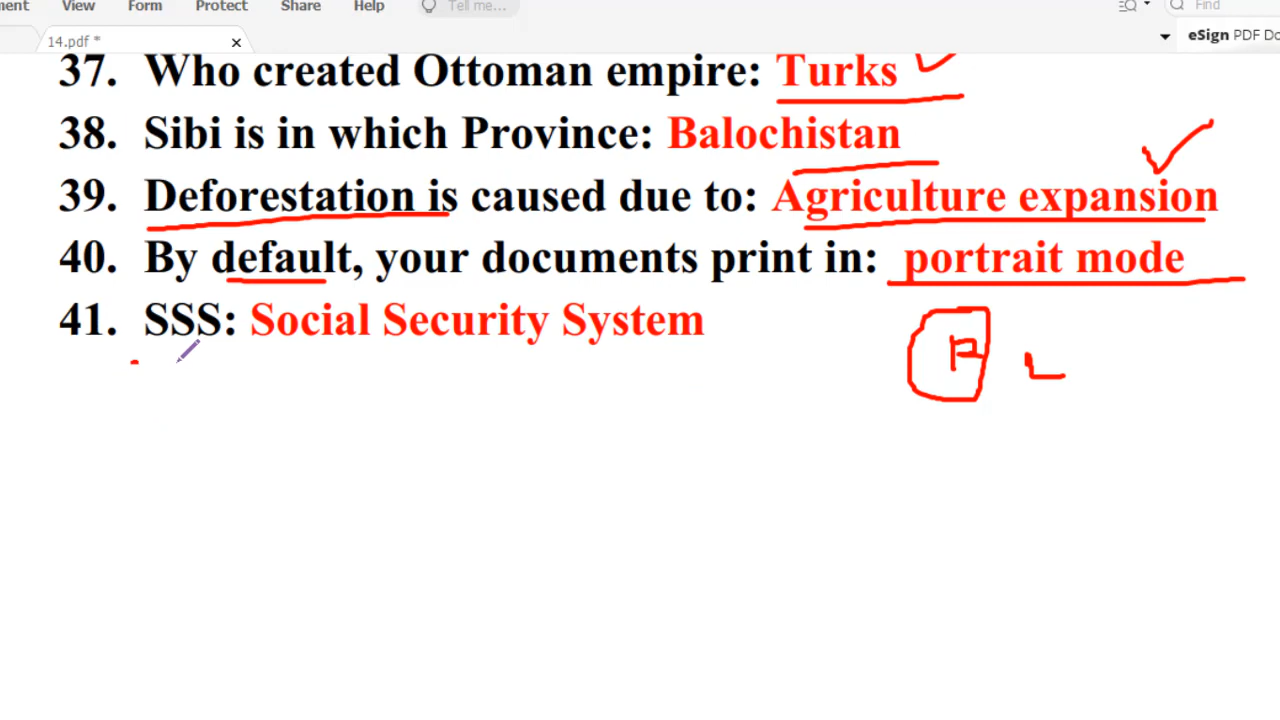 ment View Form Protect Share Help Tell me... Find
14.pdf * × eSign PDF Do
37. Who created Ottoman empire: Turks
38. Sibi is in which Province: Balochistan
39. Deforestation is caused due to: Agriculture expansion
40. By default, your documents print in: portrait mode
41. SSS: Social Security System
P L